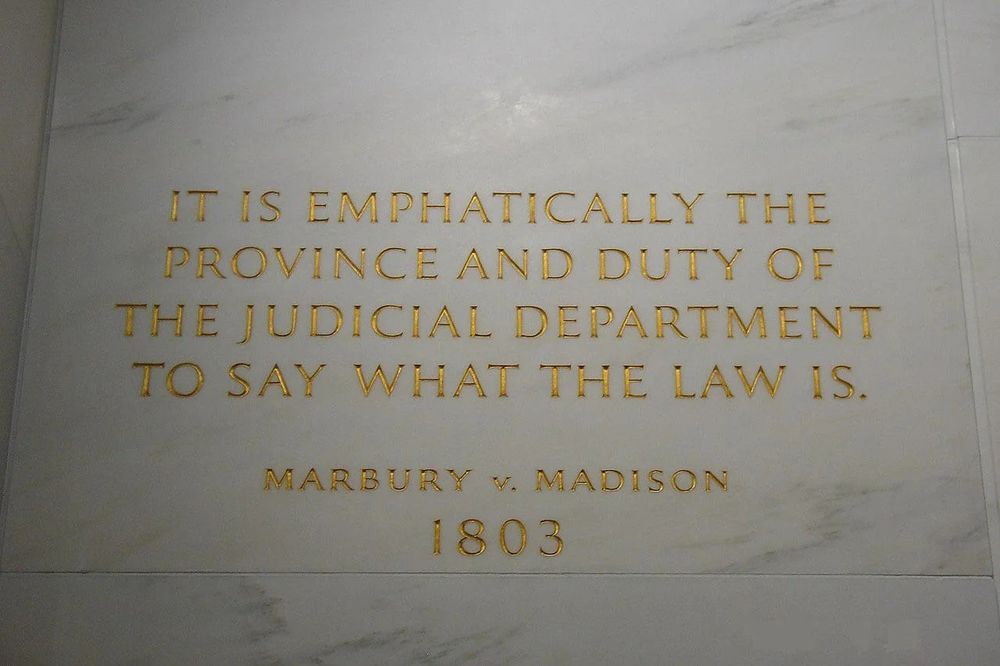 IT IS EMPHATICALLY THE
PROVINCE AND DUTY OF
THE JUDICIAL DEPARTMENT
TO SAY WHAT THE LAW IS.
MARBURY v. MADISON
1803